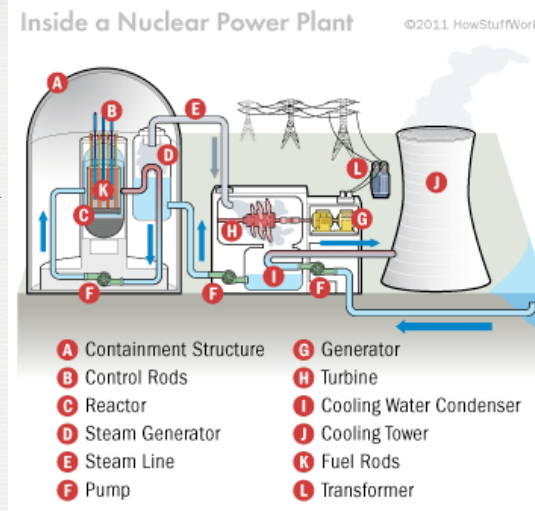 Inside a Nuclear Power Plant
©2011 HowStuffWork
A
B
E
D
K
C
L
J
G
H
I
F
F
F
A Containment Structure
B Control Rods
C Reactor
D Steam Generator
E Steam Line
F Pump
G Generator
H Turbine
I Cooling Water Condenser
J Cooling Tower
K Fuel Rods
L Transformer